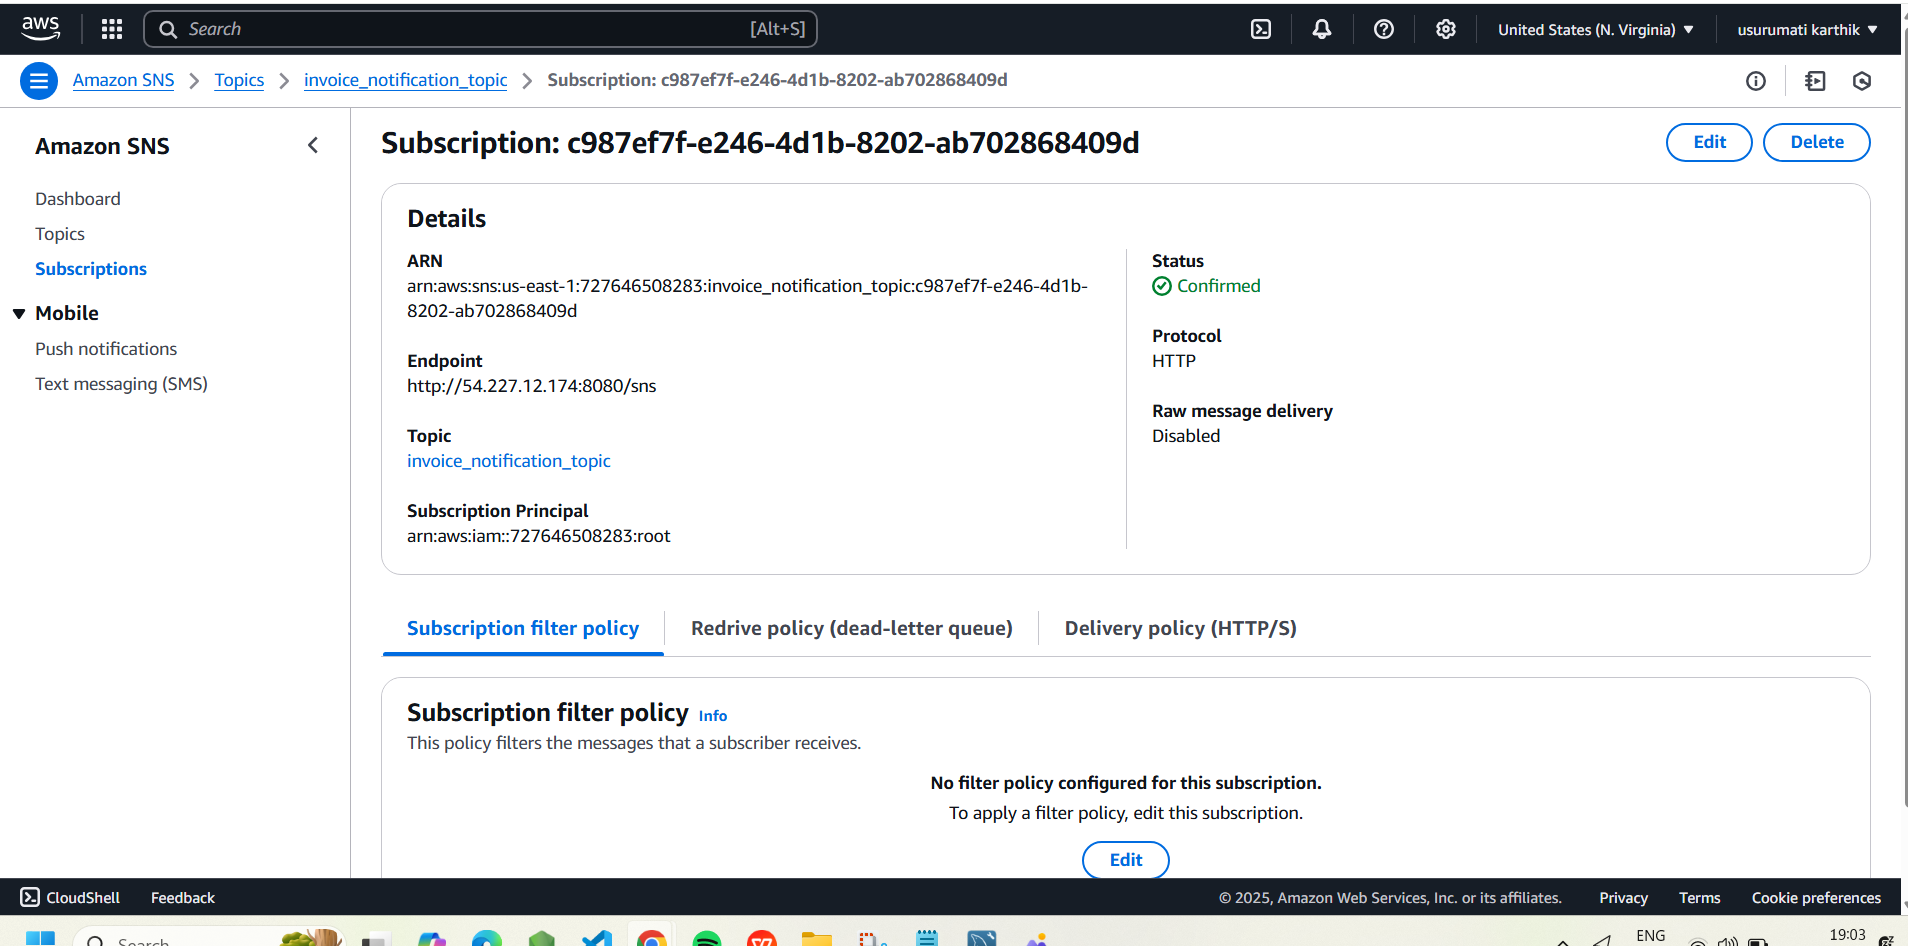 aws
Search
[Alt+S]
United States (N. Virginia)
usurumati karthik
Amazon SNS
Topics
invoice_notification_topic
Subscription: c987ef7f-e246-4d1b-8202-ab702868409d
Amazon SNS
Dashboard
Topics
Subscriptions
Mobile
Push notifications
Text messaging (SMS)
Subscription: c987ef7f-e246-4d1b-8202-ab702868409d
Edit
Delete
Details
ARN
arn:aws:sns:us-east-1:727646508283:invoice_notification_topic:c987ef7f-e246-4d1b-
8202-ab702868409d
Endpoint
http://54.227.12.174:8080/sns
Topic
invoice_notification_topic
Subscription Principal
arn:aws:iam::727646508283:root
Status
Confirmed
Protocol
HTTP
Raw message delivery
Disabled
Subscription filter policy
Redrive policy (dead-letter queue)
Delivery policy (HTTP/S)
Subscription filter policy Info
This policy filters the messages that a subscriber receives.
No filter policy configured for this subscription.
To apply a filter policy, edit this subscription.
Edit
CloudShell
Feedback
© 2025, Amazon Web Services, Inc. or its affiliates.
Privacy
Terms
Cookie preferences
Search
ENG
19:03